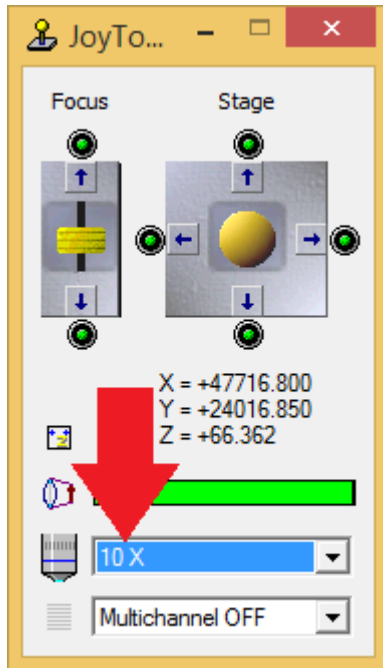 JoyTo...
Focus Stage
X = +47716.800
Y = +24016.850
Z = +66.362
10 X
Multichannel OFF